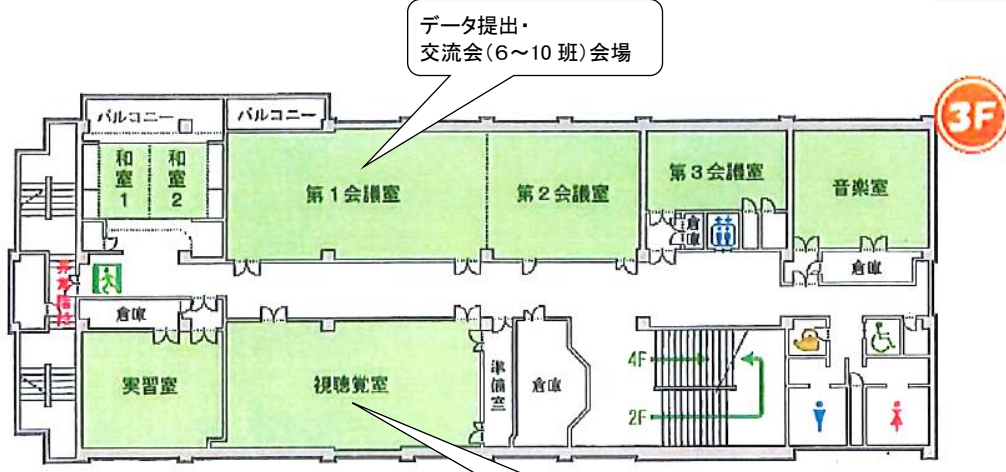 データ提出・
交流会(6～10 班)会場
3F
バルコニー
バルコニー
和室1
和室2
第1会議室
第2会議室
第3会議室
音楽室
倉庫
倉庫
非常階段
倉庫
実習室
視聴覚室
準備室
倉庫
4F
2F